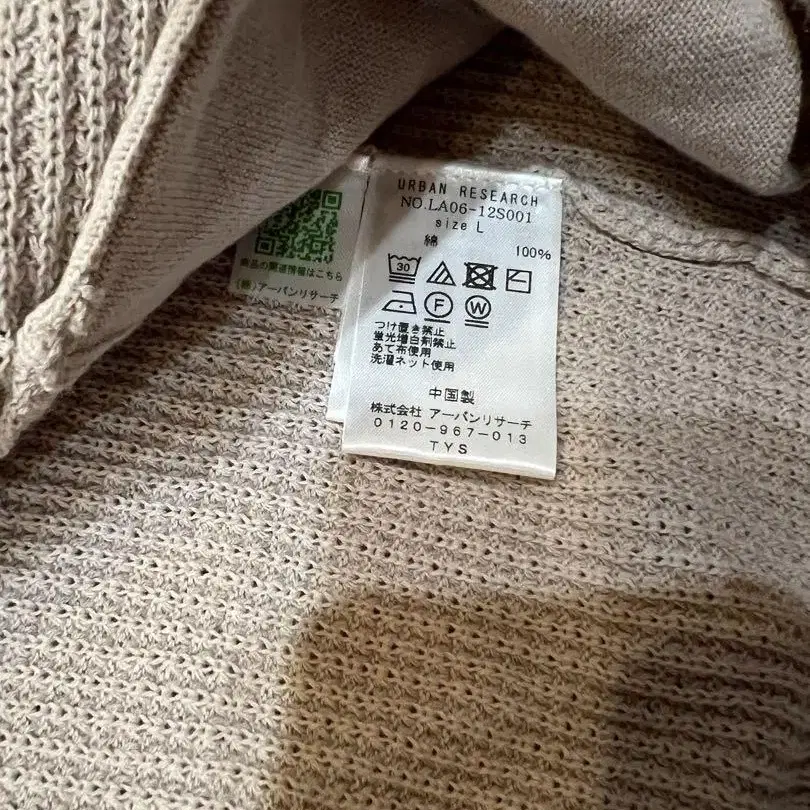 URBAN RESEARCH
NO.LA06-12S001
size L
綿 100%
30
F W
つけ置き禁止
蛍光増白剤禁止
あて布使用
洗濯ネット使用
中国製
株式会社 アーバンリサーチ
0120-967-013
TYS
商品の関連情報はこちら
(株)アーバンリサーチ